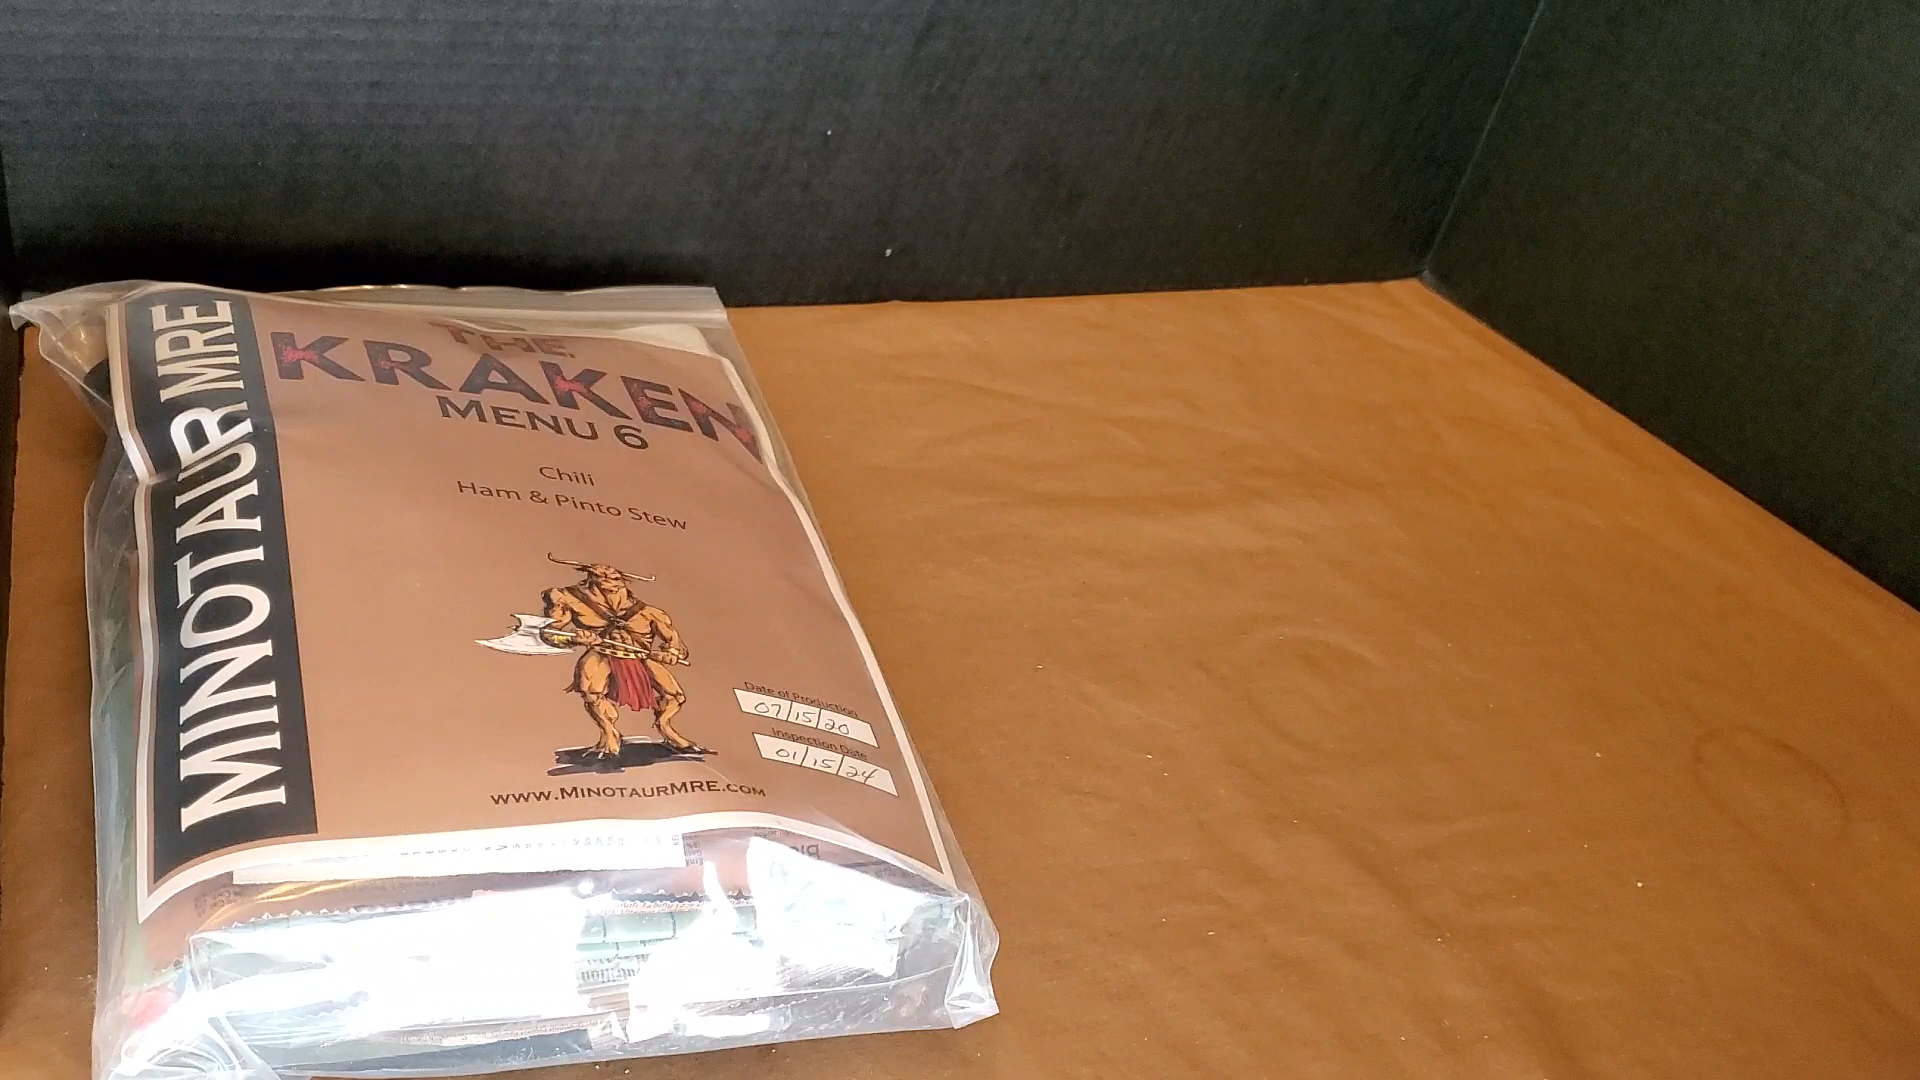 MINOTAUR MRE
THE
KRAKEN
MENU 6
Chili
Ham & Pinto Stew
Date of Production
07/15/20
Inspection Date
01/15/24
www.MinotaurMRE.com